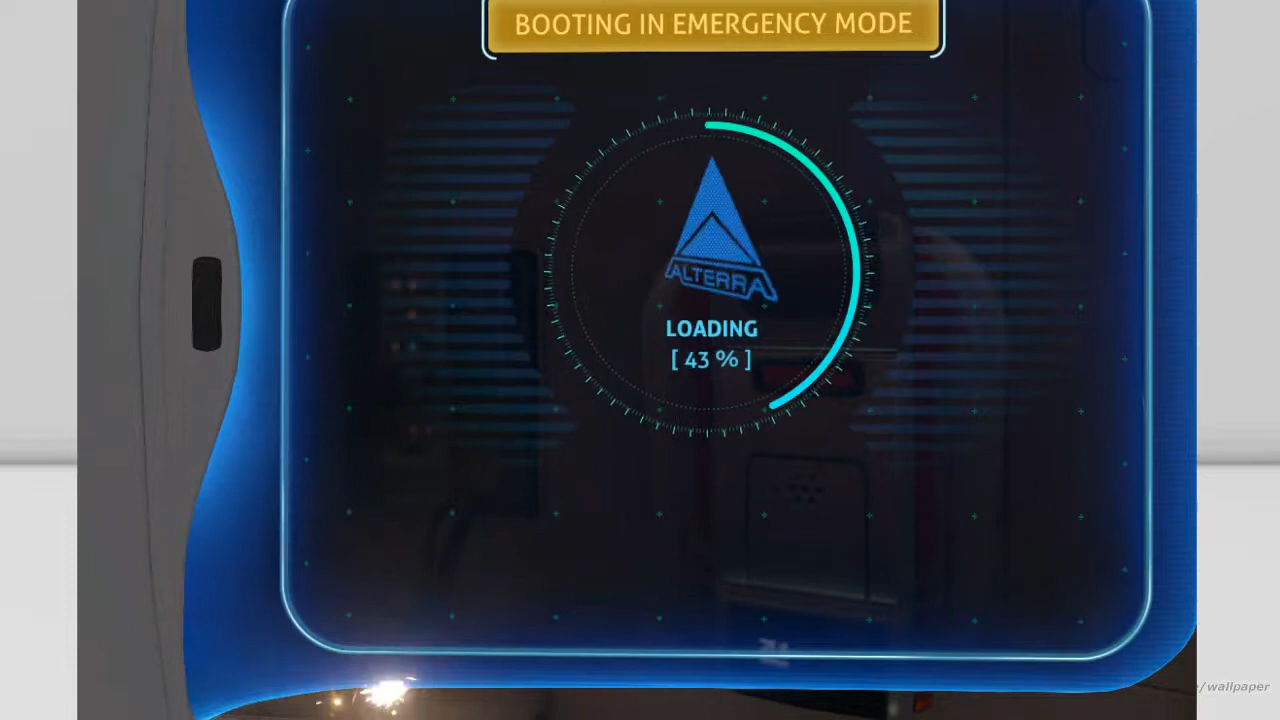 BOOTING IN EMERGENCY MODE
ALTERRA
LOADING
[ 43 % ]
/wallpaper